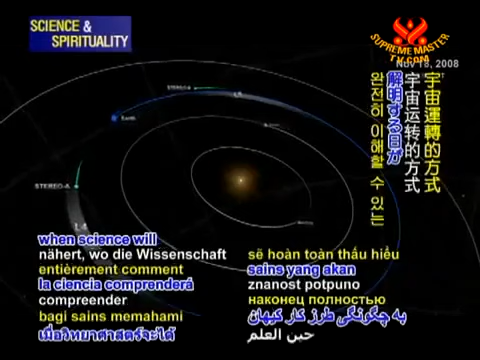 SCIENCE &
SPIRITUALITY
SUPREME MASTER
TV.COM
Nov 18, 2008
STEREO-B
L5
Earth
STEREO-A
L4
宇宙運轉的方式
宇宙运转的方式
解明する日が
완전히 이해할 수 있는
when science will
nähert, wo die Wissenschaft
entièrement comment
la ciencia comprenderá
compreender
bagi sains memahami
เมื่อวิทยาศาสตร์จะได้
sẽ hoàn toàn thấu hiểu
sains yang akan
znanost potpuno
наконец полностью
به چگونگی طرز کار کیهان
حين العلم